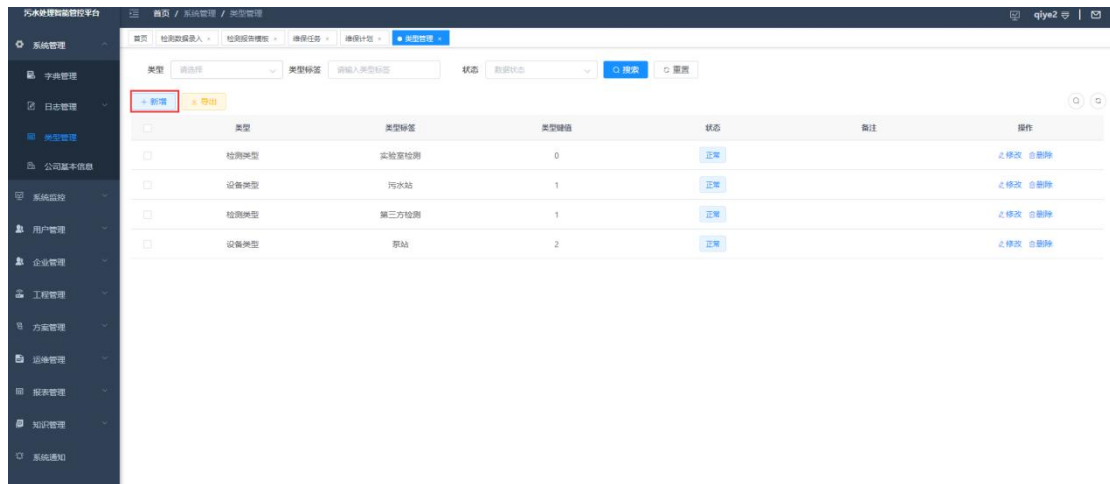 污水处理智能管控平台
首页 / 系统管理 / 类型管理
qiye2
首页 检测数据录入 × 检测报告模板 × 维保任务 × 维保计划 × 类型管理 ×
系统管理
字典管理
日志管理
类型管理
公司基本信息
系统监控
用户管理
企业管理
工程管理
方案管理
运维管理
报表管理
知识管理
系统通知
类型 请选择 类型标签 请输入类型标签 状态 数据状态 搜索 重置
+ 新增 导出
类型 类型标签 类型键值 状态 备注 操作
检测类型 实验室检测 0 正常 修改 删除
设备类型 污水站 1 正常 修改 删除
检测类型 第三方检测 1 正常 修改 删除
设备类型 泵站 2 正常 修改 删除